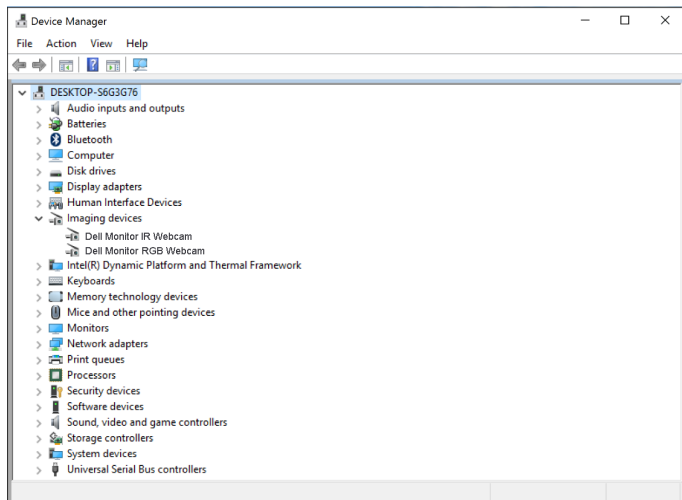 Device Manager
File Action View Help
DESKTOP-S6G3G76
Audio inputs and outputs
Batteries
Bluetooth
Computer
Disk drives
Display adapters
Human Interface Devices
Imaging devices
Dell Monitor IR Webcam
Dell Monitor RGB Webcam
Intel(R) Dynamic Platform and Thermal Framework
Keyboards
Memory technology devices
Mice and other pointing devices
Monitors
Network adapters
Print queues
Processors
Security devices
Software devices
Sound, video and game controllers
Storage controllers
System devices
Universal Serial Bus controllers